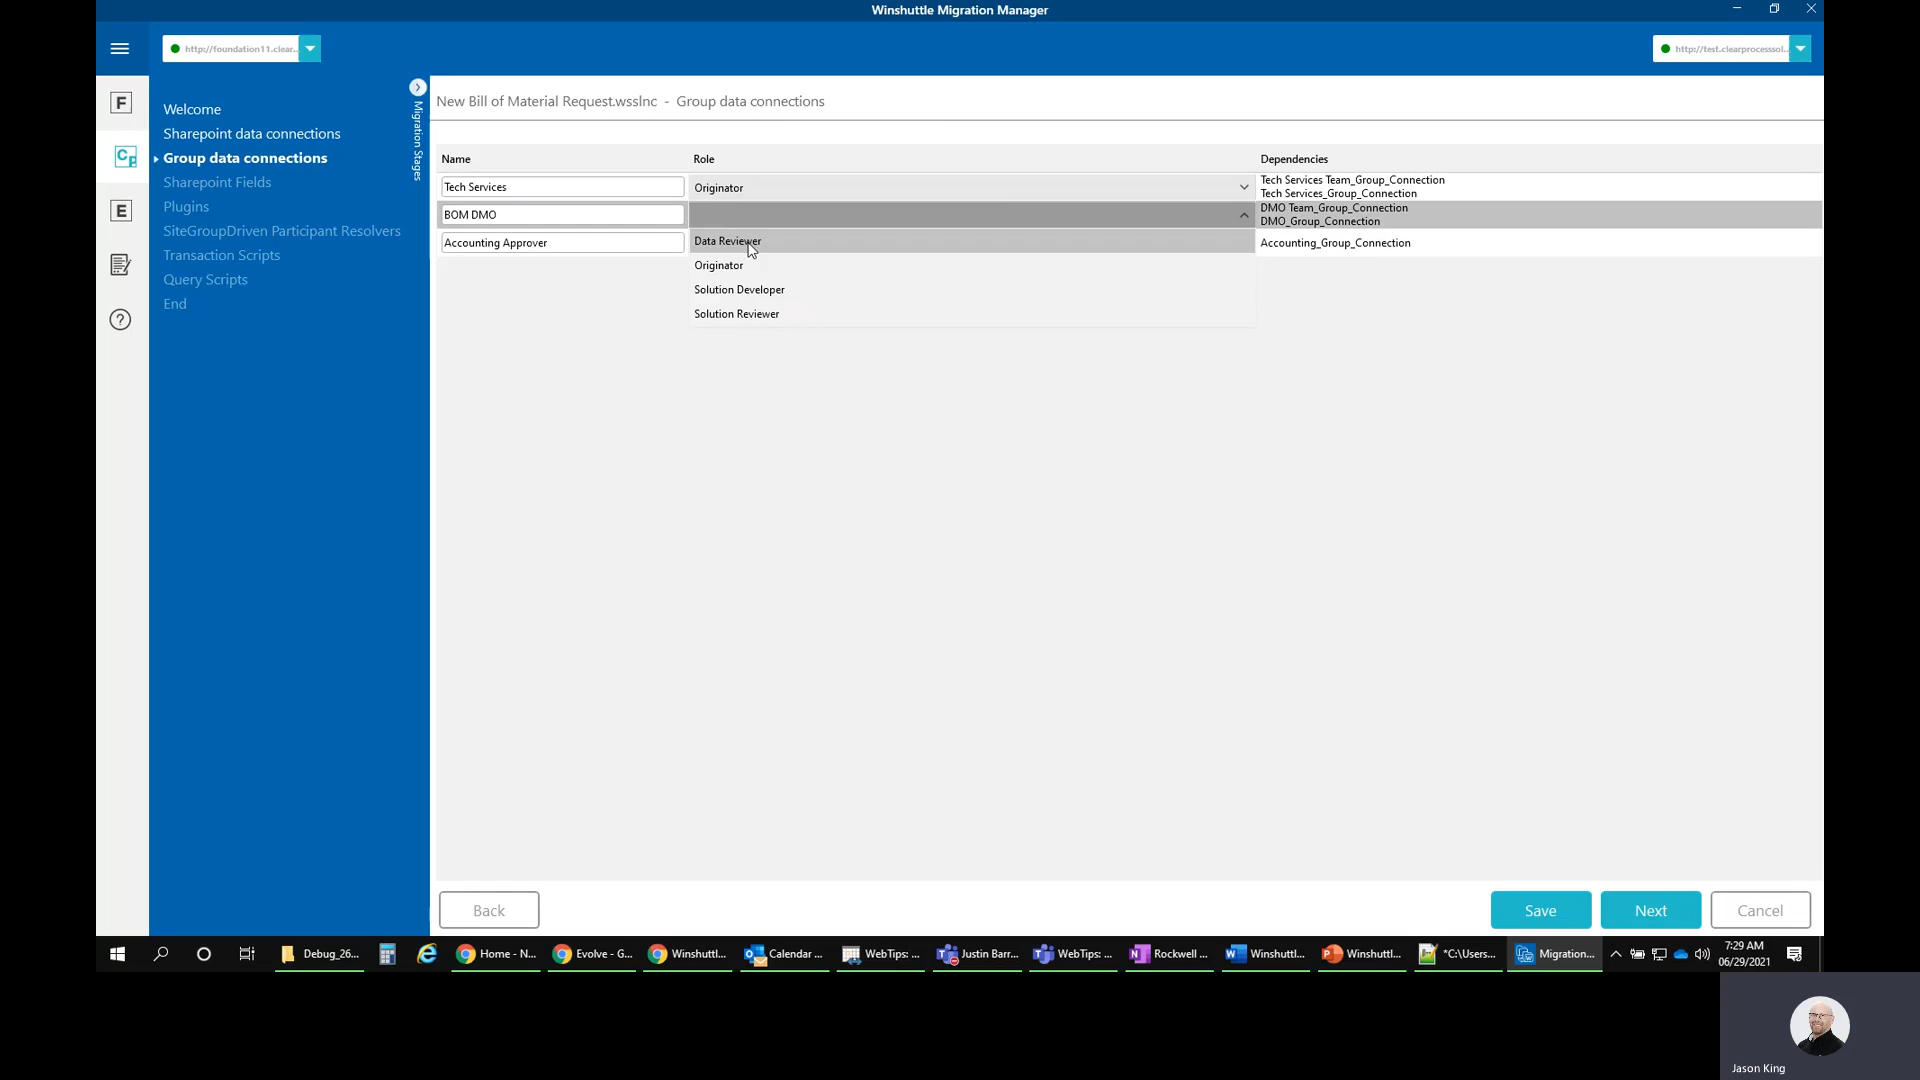 Winshuttle Migration Manager
http://foundation11.clear..
http://test.clearprocesssol..
F
Cp
E
Migration Stages
Welcome
Sharepoint data connections
Group data connections
Sharepoint Fields
Plugins
SiteGroupDriven Participant Resolvers
Transaction Scripts
Query Scripts
End
New Bill of Material Request.wsslnc - Group data connections
Name Role Dependencies
Tech Services Originator Tech Services Team_Group_Connection
Tech Services_Group_Connection
BOM DMO DMO Team_Group_Connection
DMO_Group_Connection
Accounting Approver Data Reviewer Accounting_Group_Connection
Originator
Solution Developer
Solution Reviewer
Back Save Next Cancel
Debug_26... Home - N... Evolve - G... Winshuttl... Calendar ... WebTips: ... Justin Barr... WebTips: ... Rockwell ... Winshuttl... Winshuttl... *C:\Users... Migration...
7:29 AM
06/29/2021
Jason King